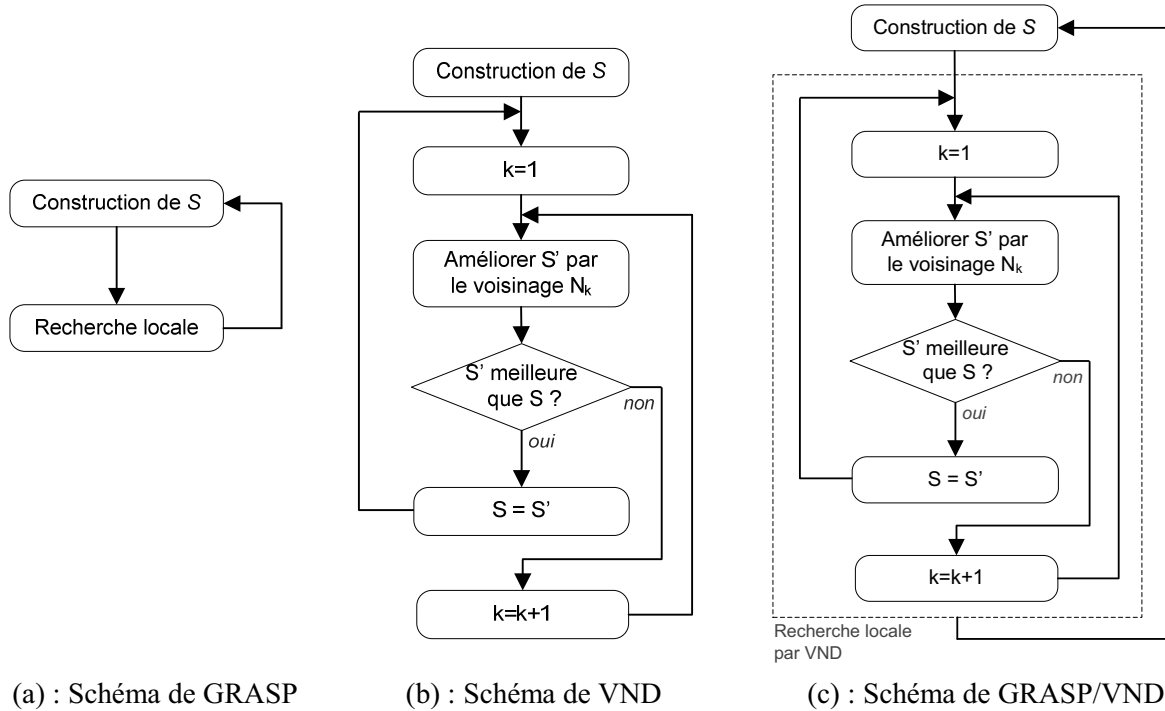 Construction de S
Recherche locale
(a) : Schéma de GRASP
Construction de S
k=1
Améliorer S' par
le voisinage Nk
S' meilleure
que S ?
non
oui
S = S'
k=k+1
(b) : Schéma de VND
Construction de S
k=1
Améliorer S' par
le voisinage Nk
S' meilleure
que S ?
non
oui
S = S'
k=k+1
Recherche locale
par VND
(c) : Schéma de GRASP/VND